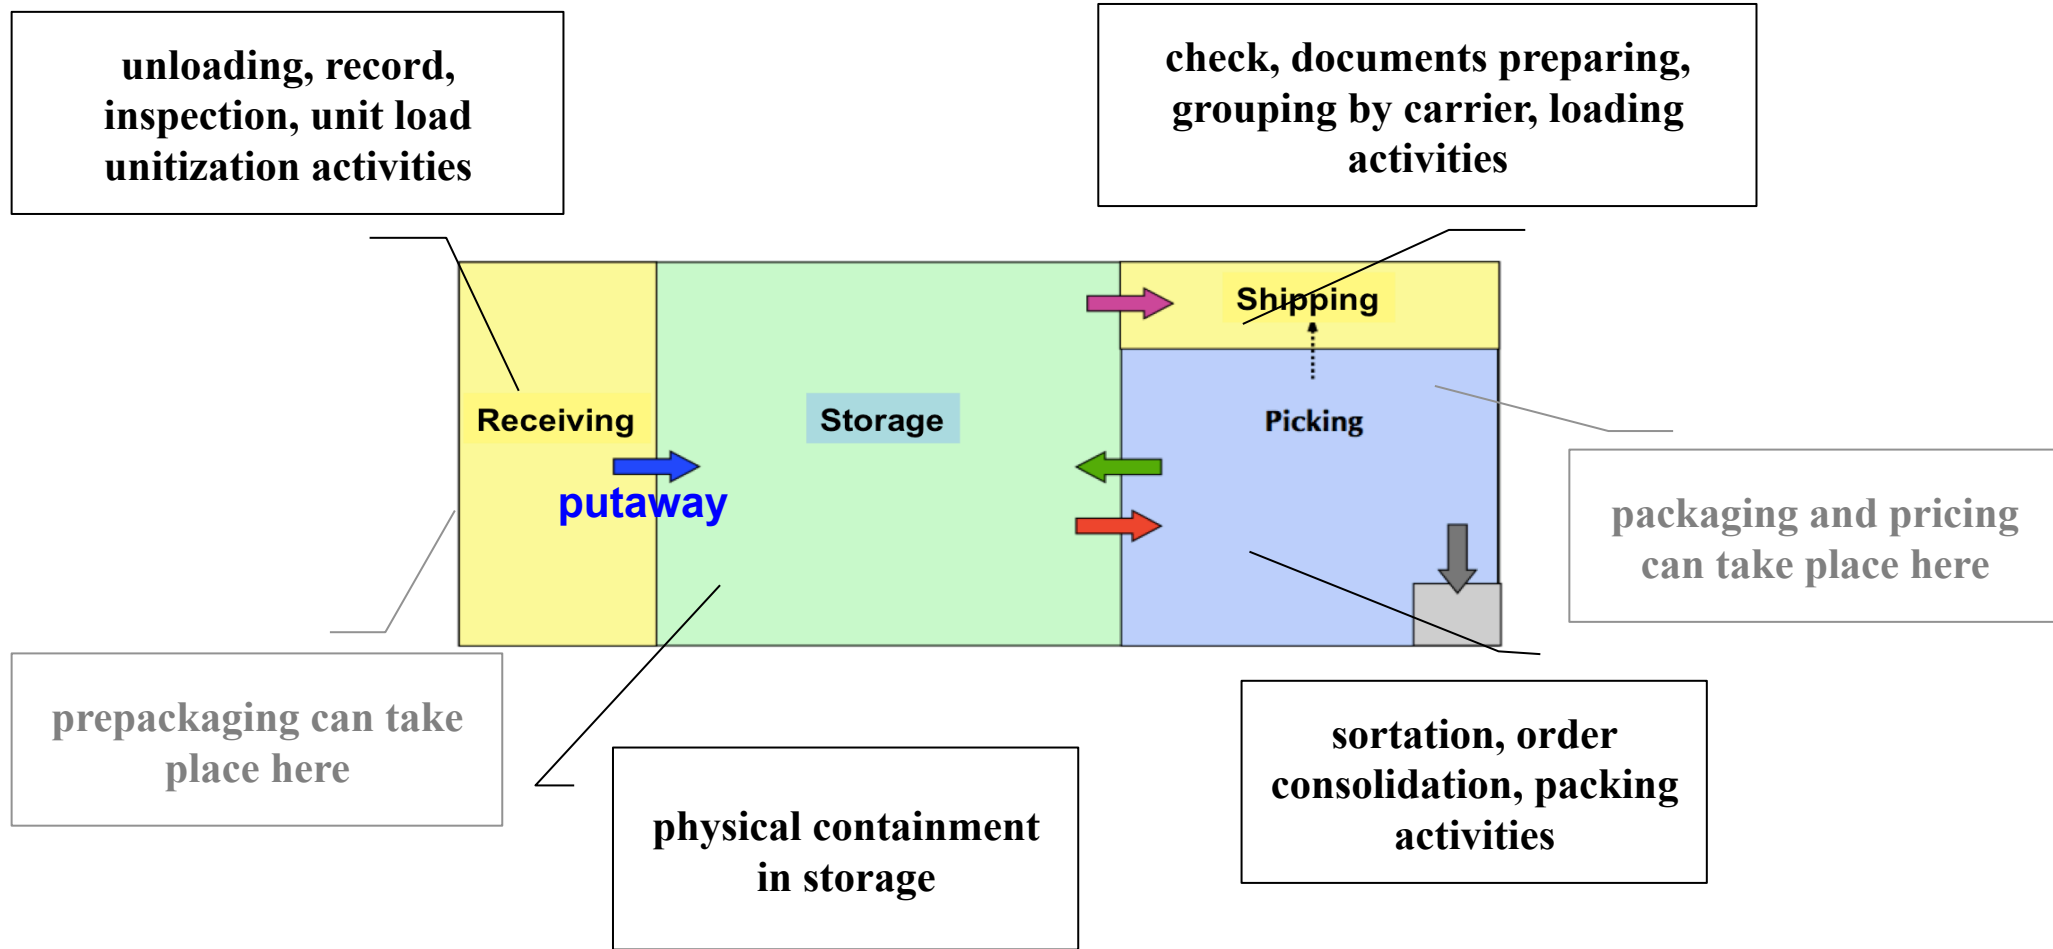 unloading, record,
inspection, unit load
unitization activities
check, documents preparing,
grouping by carrier, loading
activities
Shipping
Receiving
Storage
Picking
putaway
packaging and pricing
can take place here
prepackaging can take
place here
physical containment
in storage
sortation, order
consolidation, packing
activities